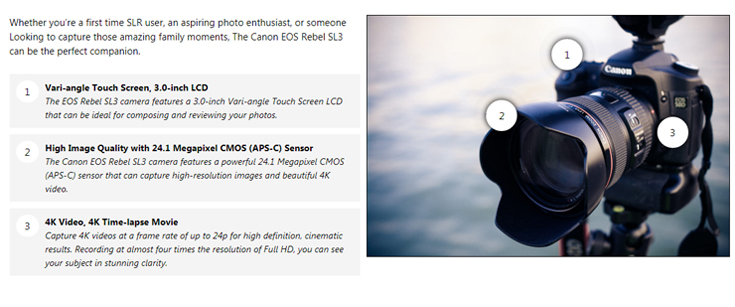 Whether you're a first time SLR user, an aspiring photo enthusiast, or someone
Looking to capture those amazing family moments, The Canon EOS Rebel SL3
can be the perfect companion.
1
Vari-angle Touch Screen, 3.0-inch LCD
The EOS Rebel SL3 camera features a 3.0-inch Vari-angle Touch Screen LCD
that can be ideal for composing and reviewing your photos.
2
High Image Quality with 24.1 Megapixel CMOS (APS-C) Sensor
The Canon EOS Rebel SL3 camera features a powerful 24.1 Megapixel CMOS
(APS-C) sensor that can capture high-resolution images and beautiful 4K
video.
3
4K Video, 4K Time-lapse Movie
Capture 4K videos at a frame rate of up to 24p for high definition, cinematic
results. Recording at almost four times the resolution of Full HD, you can see
your subject in stunning clarity.
1
Canon
2
EOS
50D
3